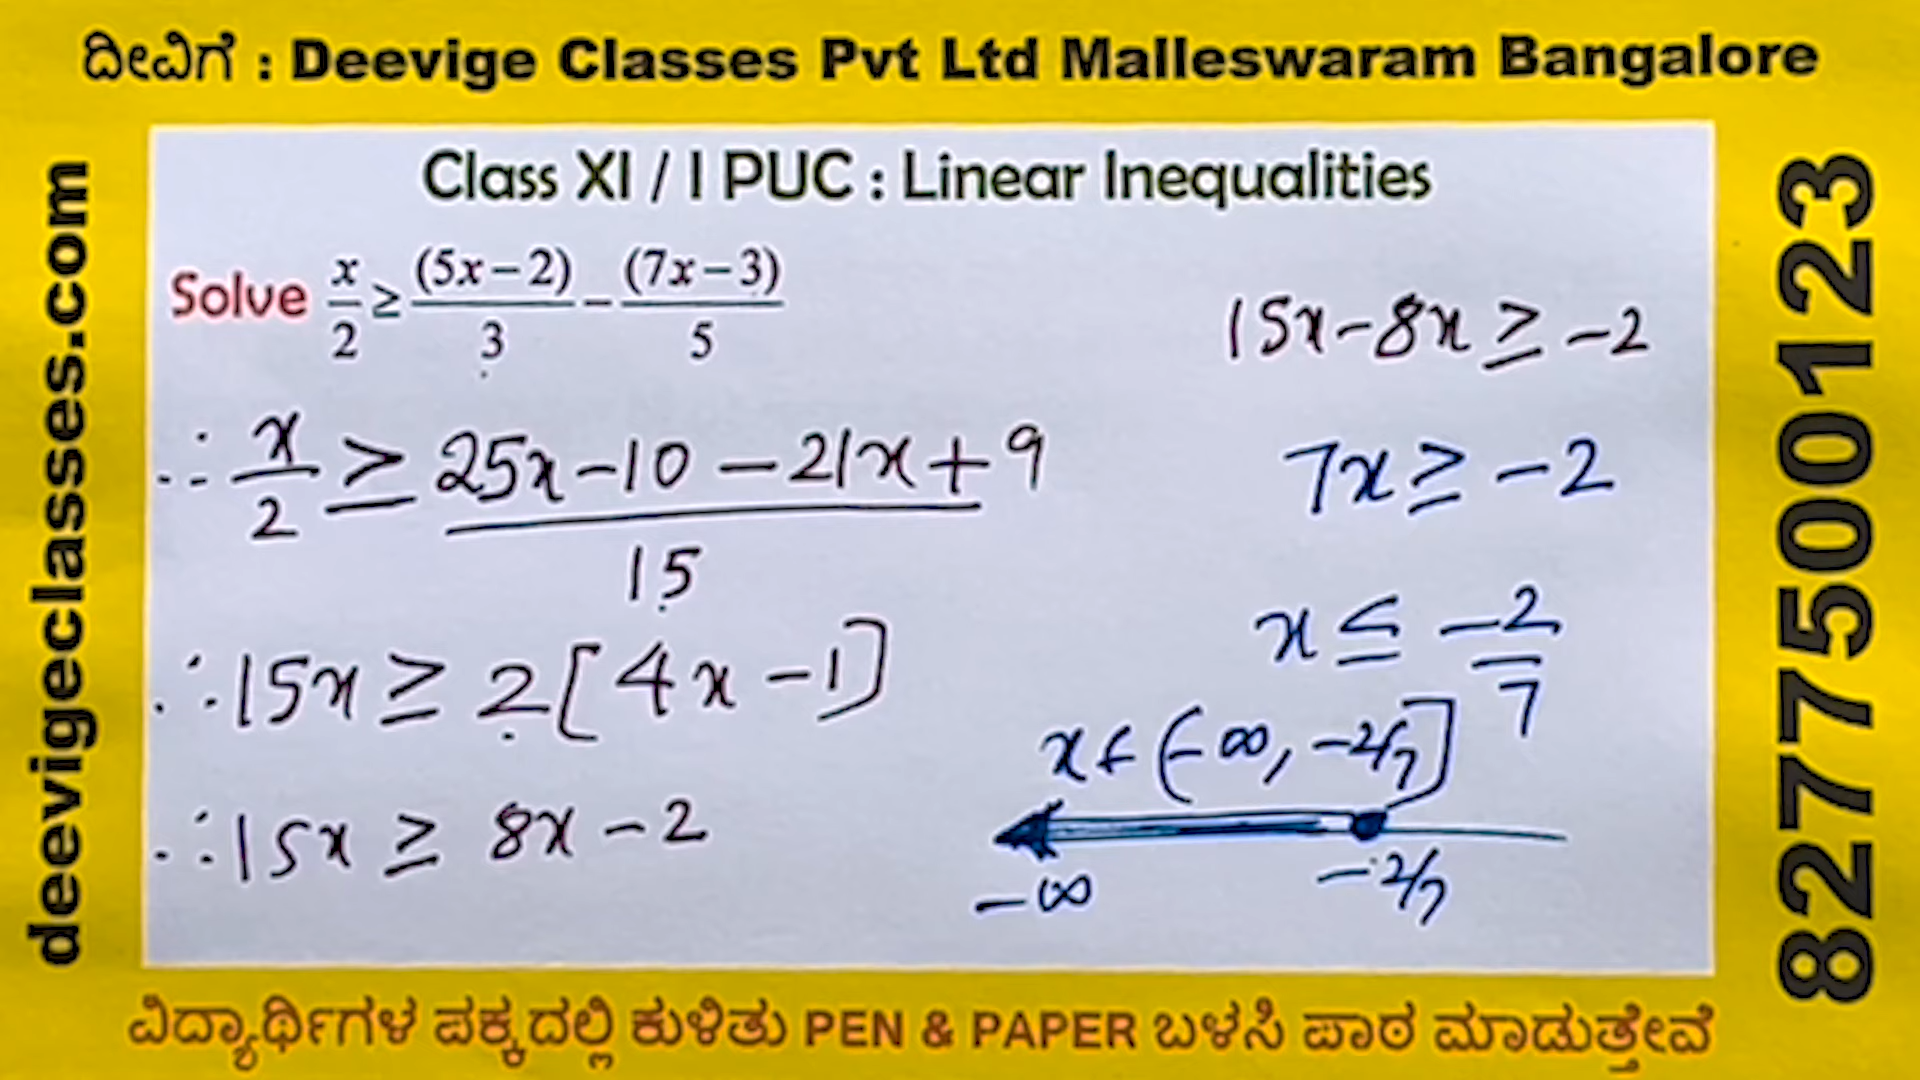 ದೀವಿಗೆ : Deevige Classes Pvt Ltd Malleswaram Bangalore
deevigeclasses.com
Class XI / I PUC : Linear Inequalities
Solve x/2 ≥ (5x−2)/3 − (7x−3)/5
∴ x/2 ≥ (25x−10 − 21x + 9)/15
∴ 15x ≥ 2[4x − 1]
∴ 15x ≥ 8x − 2
15x − 8x ≥ −2
7x ≥ −2
x ≤ −2/7
x ∈ (−∞, −2/7]
−∞ −2/7
8277500123
ವಿದ್ಯಾರ್ಥಿಗಳ ಪಕ್ಕದಲ್ಲಿ ಕುಳಿತು PEN & PAPER ಬಳಸಿ ಪಾಠ ಮಾಡುತ್ತೇವೆ